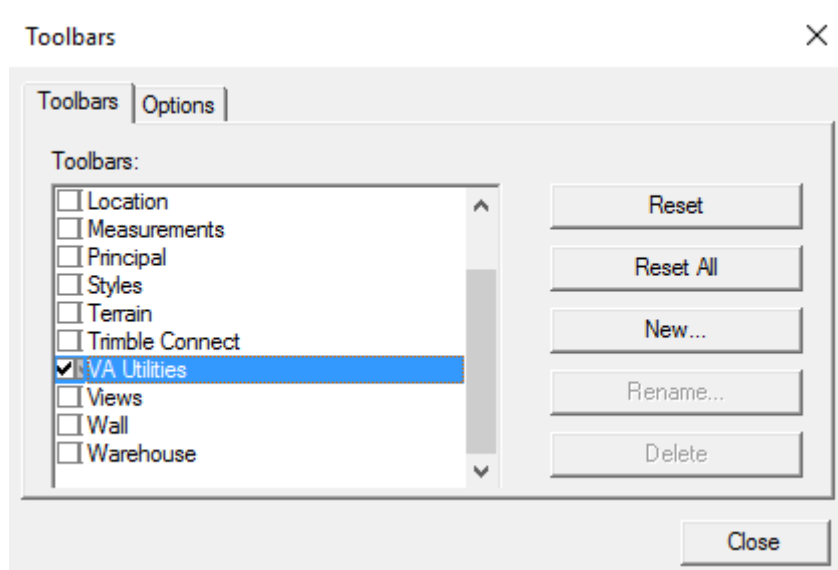 Toolbars
Toolbars
Options
Toolbars:
Location
Measurements
Principal
Styles
Terrain
Trimble Connect
VA Utilities
Views
Wall
Warehouse
Reset
Reset All
New...
Rename...
Delete
Close